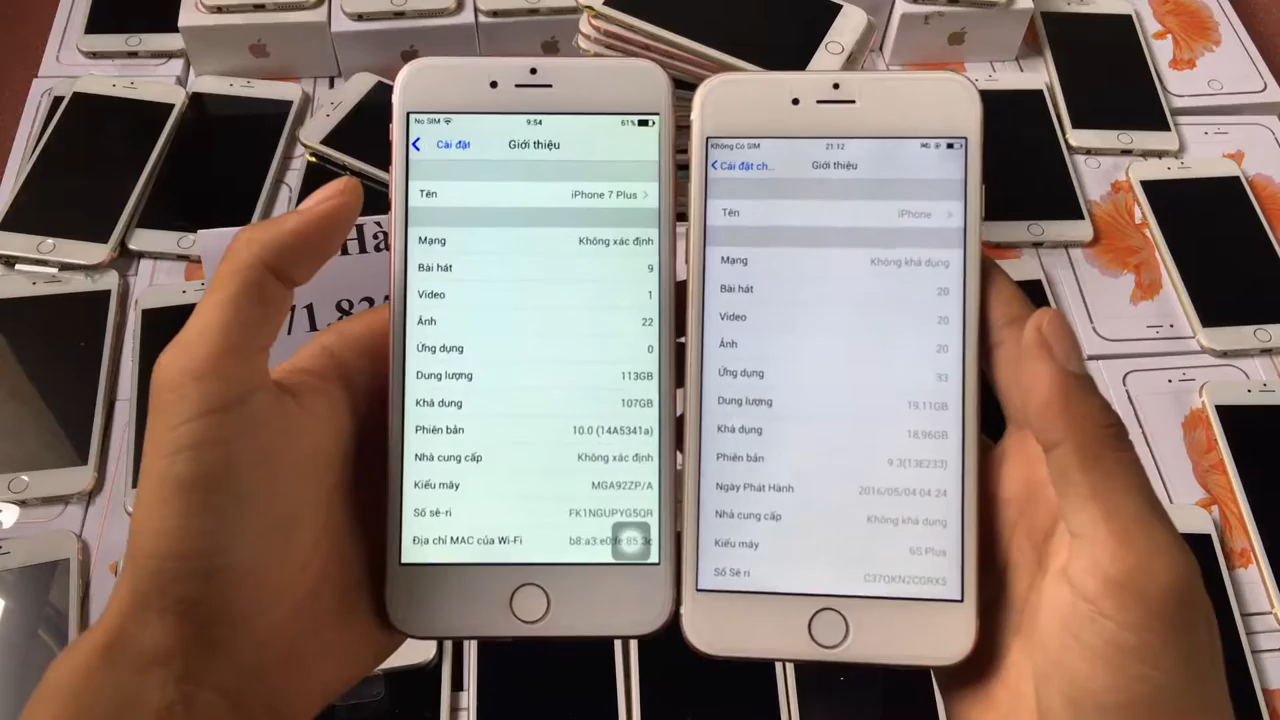 No SIM 9:54 61%
Cài đặt Giới thiệu
Tên iPhone 7 Plus
Mạng Không xác định
Bài hát 9
Video 1
Ảnh 22
Ứng dụng 0
Dung lượng 113GB
Khả dung 107GB
Phiên bản 10.0 (14A5341a)
Nhà cung cấp Không xác định
Kiểu máy MGA92ZP/A
Số sê-ri FK1NGUPYG5QR
Địa chỉ MAC của Wi-Fi
Không Có SIM 21:12
Cài đặt ch... Giới thiệu
Tên iPhone
Mạng Không khả dụng
Bài hát 20
Video 20
Ảnh 20
Ứng dụng 33
Dung lượng 19.11GB
Khả dụng 18,96GB
Phiên bản 9.3(13E233)
Ngày Phát Hành 2016/05/04 04:24
Nhà cung cấp Không khả dụng
Kiểu máy 6S Plus
Số Sê ri C37QKN2CGRX5
Hà